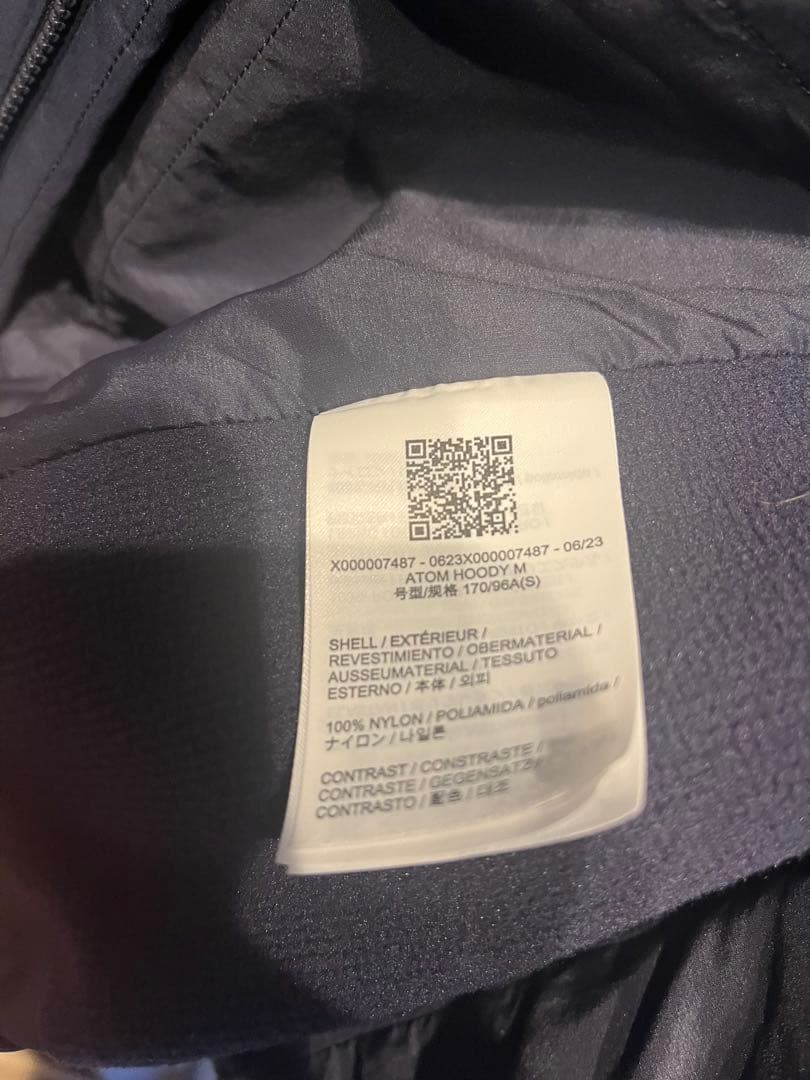 X000007487 - 0623X000007487 - 06/23
ATOM HOODY M
号型/规格 170/96A(S)
SHELL / EXTÉRIEUR /
REVESTIMIENTO / OBERMATERIAL /
AUSSEUMATERIAL / TESSUTO
ESTERNO / 本体 / 외피
100% NYLON / POLIAMIDA / poliamida /
ナイロン / 나일론
CONTRAST / CONSTRASTE /
CONTRASTE / GEGENSATZ /
CONTRASTO / 配色 / 대조